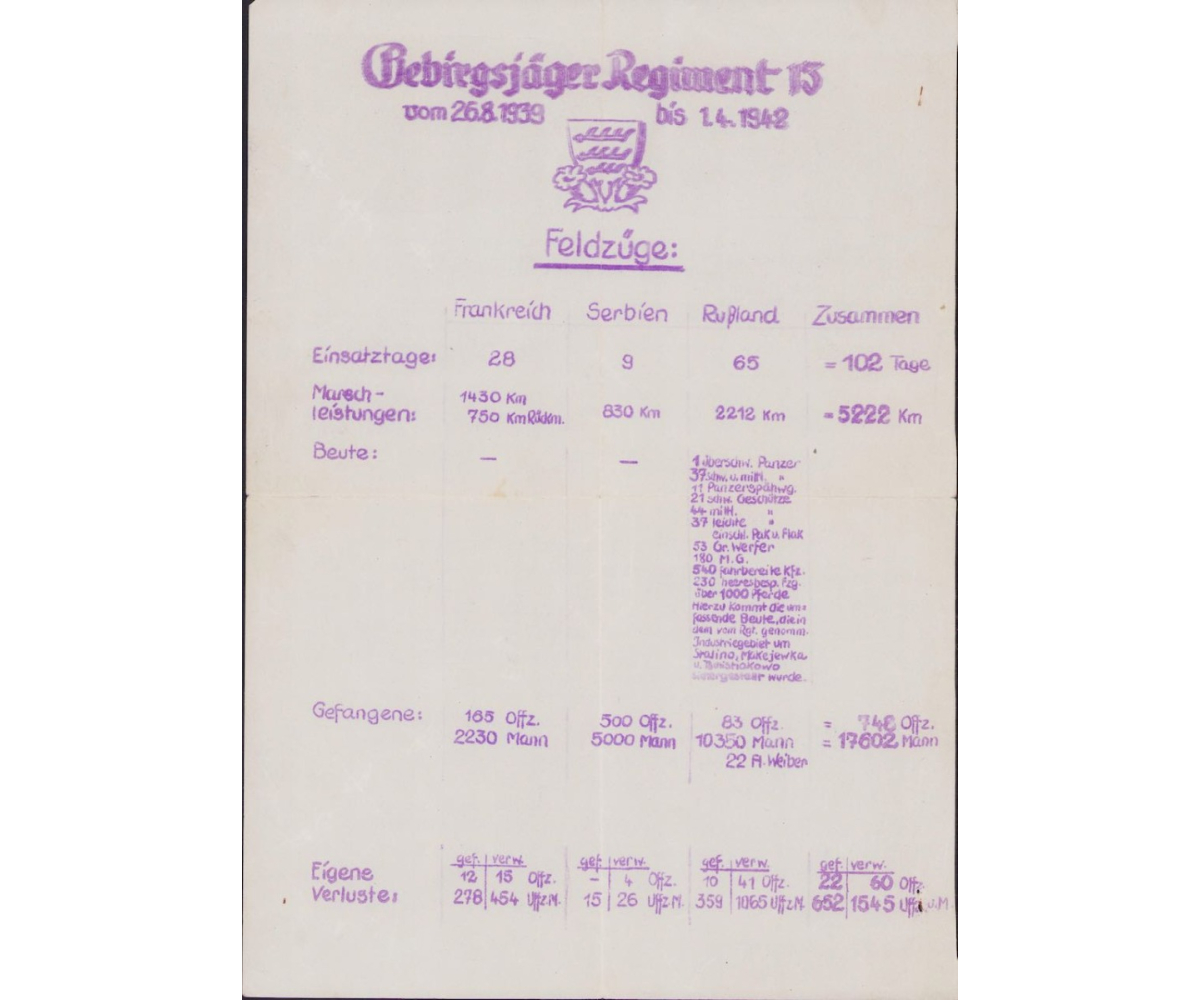 Gebirgsjäger Regiment 13
vom 26.8.1939 bis 1.4.1942
Feldzüge:
Frankreich Serbien Rußland Zusammen
Einsatztage: 28 9 65 = 102 Tage
Marsch-
leistungen:
1430 Km
750 Km Rückm. 830 Km 2212 Km = 5222 Km
Beute: — —
1 überschw. Panzer
37 schw. u. mittl. "
11 Panzerspähwg.
21 schw. Geschütze
44 mittl. "
37 leichte "
einschl. Pak u. Flak
53 Gr. Werfer
180 M.G.
540 fahrbereite Kfz.
230 heeresbesp. Fzg.
über 1000 Pferde
Hierzu kommt die um=
fassende Beute, die in
dem vom Rgt. genomm.
Industriegebiet um
Stalino, Makejewka
u.
wurde.
Gefangene: 165 Offz. 500 Offz. 83 Offz. = 748 Offz.
2230 Mann 5000 Mann 10350 Mann = 17602 Mann
22 Fl. Weiber
gef. verw. gef. verw. gef. verw. gef. verw.
Eigene 12 15 Offz. – 4 Offz. 10 41 Offz. 22 60 Offz.
Verluste: 278 454 Uffz M. 15 26 Uffz M. 359 1065 Uffz M. 652 1545 Uffz. u. M.